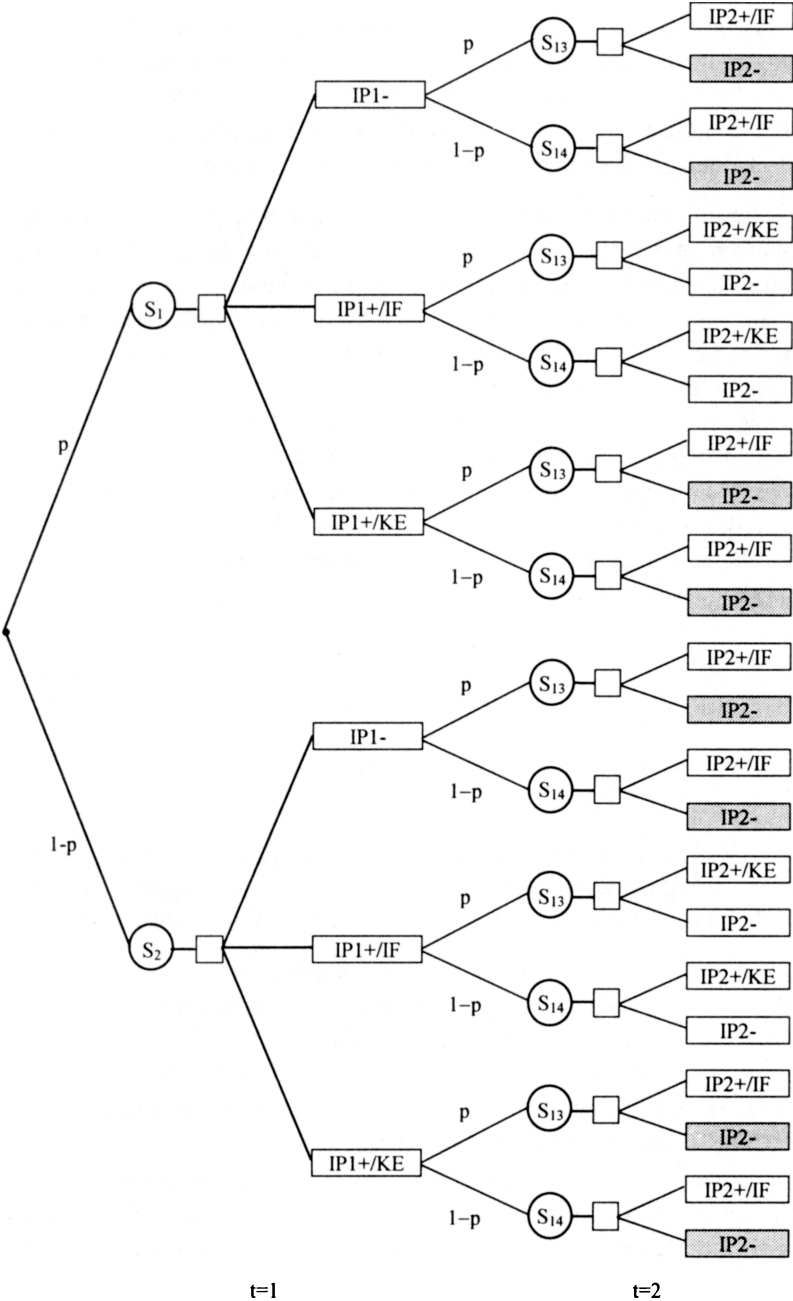 IP2+/IF
p
S13
IP2-
IP1-
IP2+/IF
1–p
S14
IP2-
IP2+/KE
p
S13
IP2-
S1
IP1+/IF
IP2+/KE
1–p
S14
IP2-
p
IP2+/IF
p
S13
IP2-
IP1+/KE
IP2+/IF
1–p
S14
IP2-
IP2+/IF
p
S13
IP2-
IP1-
IP2+/IF
1–p
S14
IP2-
1-p
IP2+/KE
p
S13
IP2-
S2
IP1+/IF
IP2+/KE
1–p
S14
IP2-
IP2+/IF
p
S13
IP2-
IP1+/KE
IP2+/IF
1–p
S14
IP2-
t=1 t=2